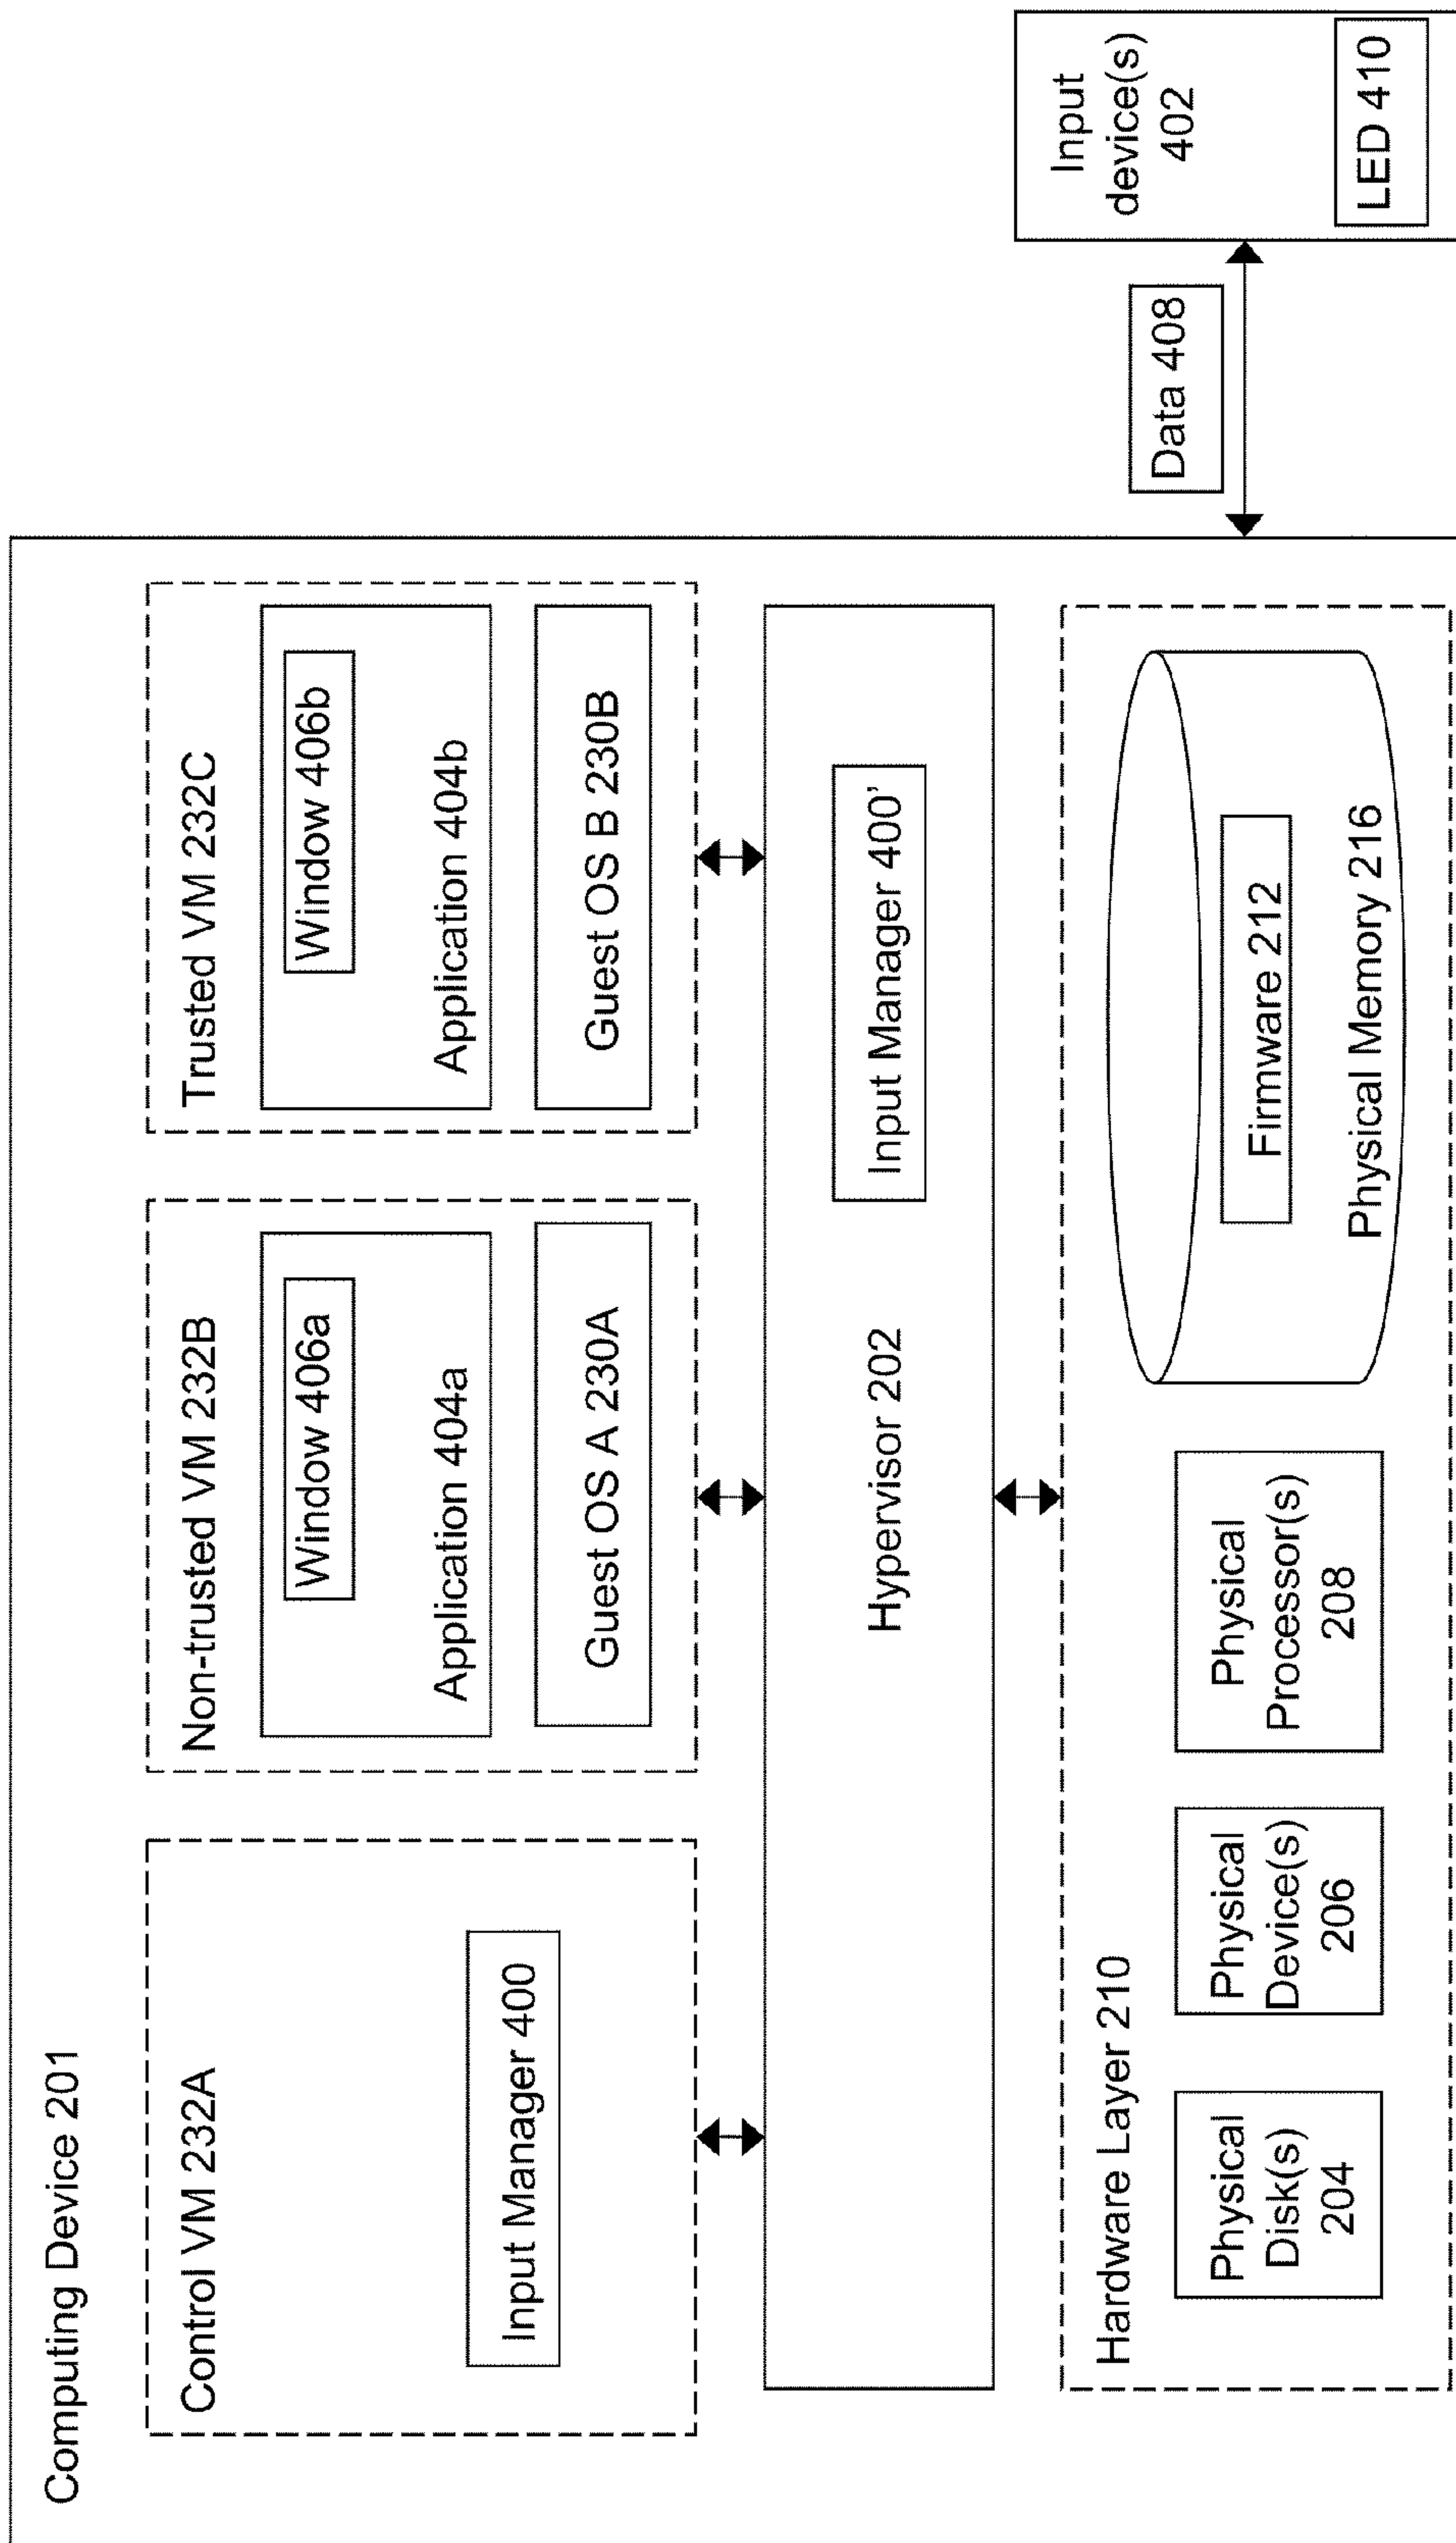 Computing Device 201
Control VM 232A
Input Manager 400
Non-trusted VM 232B
Window 406a
Application 404a
Guest OS A 230A
Trusted VM 232C
Window 406b
Application 404b
Guest OS B 230B
Hypervisor 202
Input Manager 400'
Hardware Layer 210
Physical
Disk(s)
204
Physical
Device(s)
206
Physical
Processor(s)
208
Firmware 212
Physical Memory 216
Data 408
Input
device(s)
402
LED 410